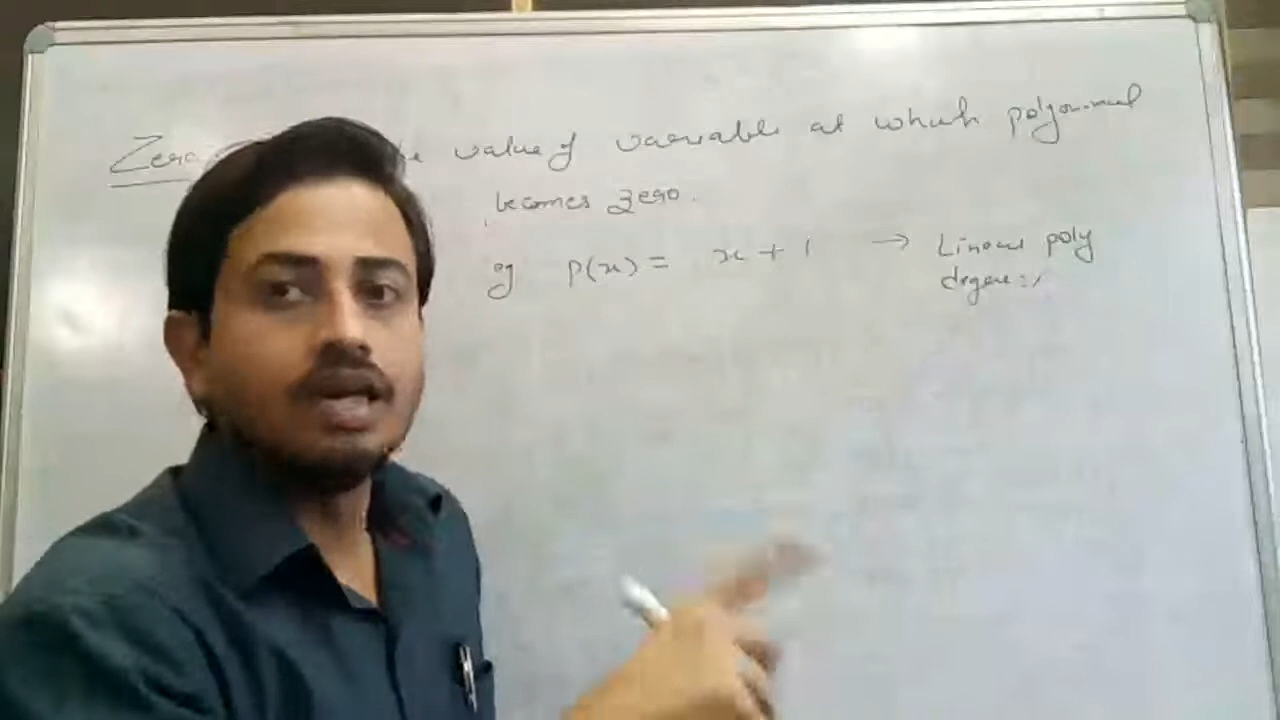 Zero value of variable at which polynomial
becomes zero.
eg p(x) = x + 1 → Linear poly
degree :1